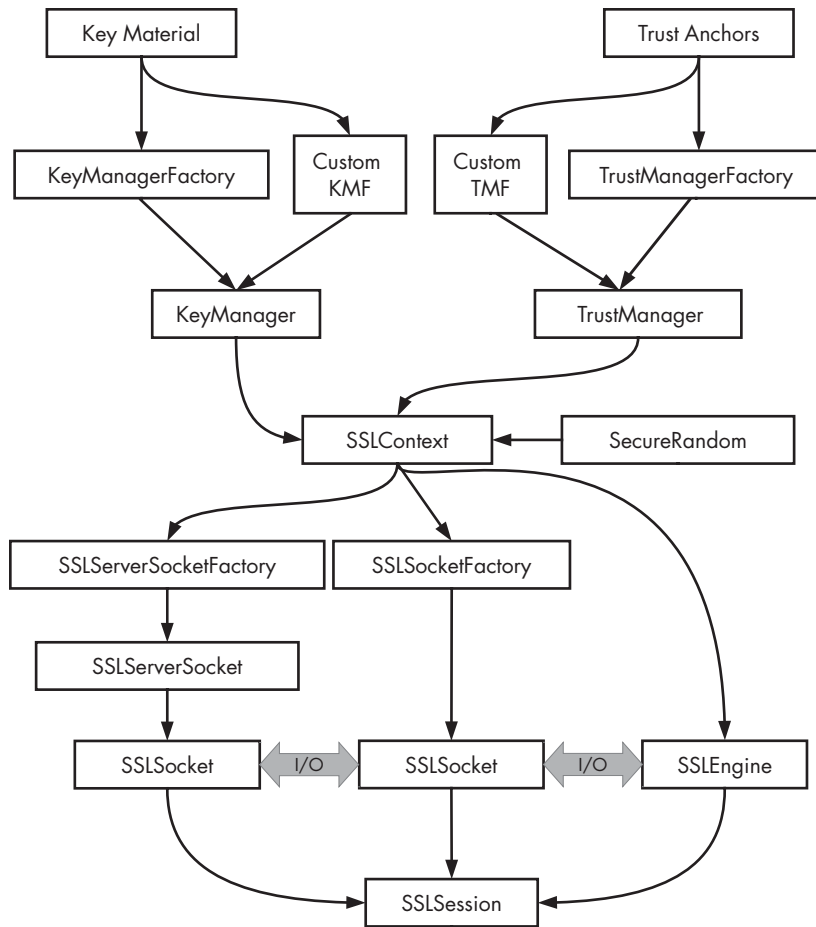 Key Material
Trust Anchors
KeyManagerFactory
Custom
KMF
Custom
TMF
TrustManagerFactory
KeyManager
TrustManager
SSLContext
SecureRandom
SSLServerSocketFactory
SSLSocketFactory
SSLServerSocket
SSLSocket
I/O
SSLSocket
I/O
SSLEngine
SSLSession